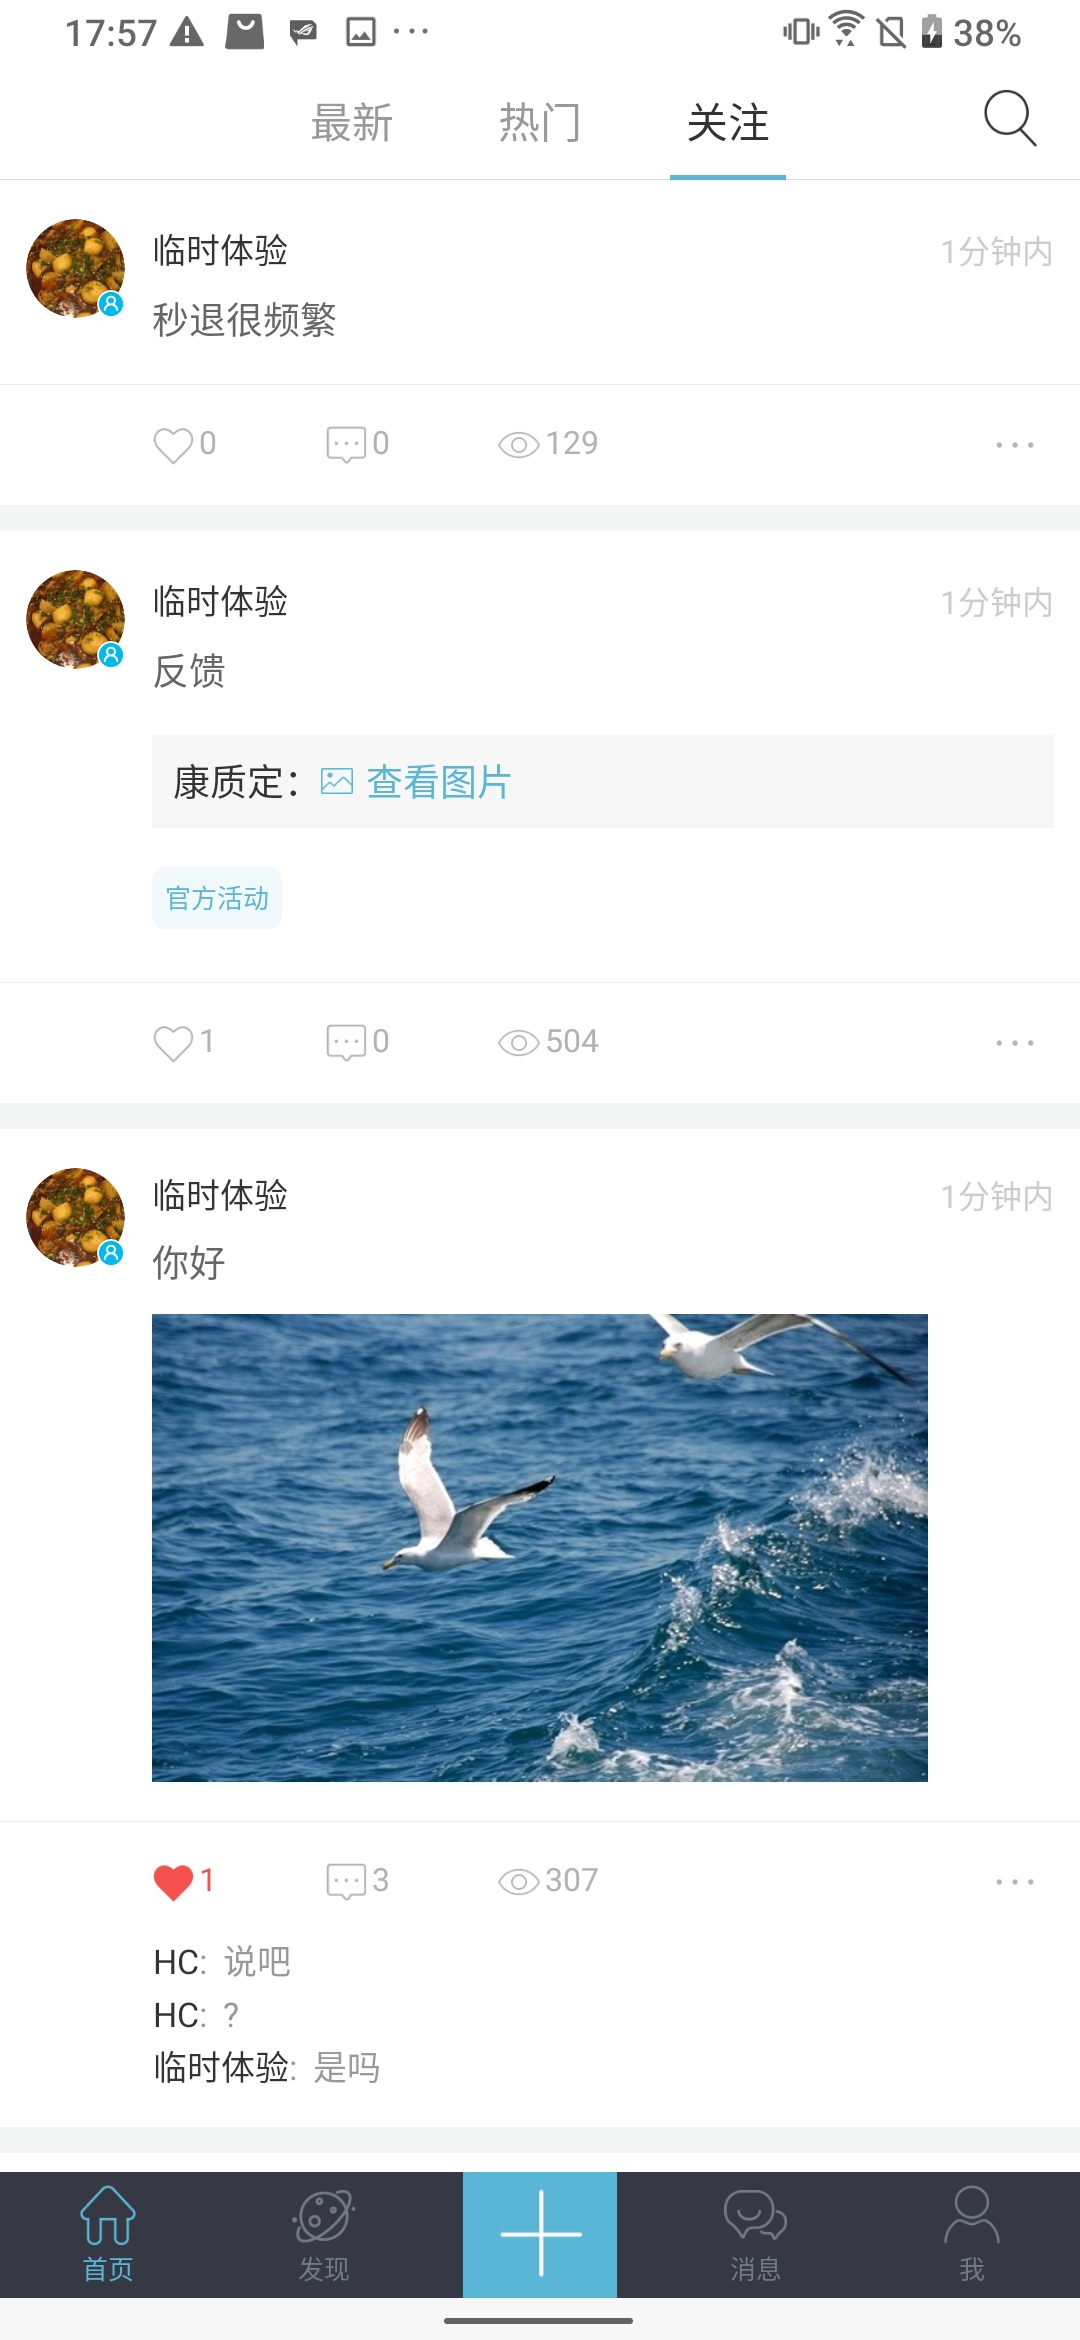 17:57 38%
最新 热门 关注
临时体验 1分钟内
秒退很频繁
0 0 129
临时体验 1分钟内
反馈
康质定: 查看图片
官方活动
1 0 504
临时体验 1分钟内
你好
1 3 307
HC: 说吧
HC: ?
临时体验: 是吗
首页 发现 消息 我